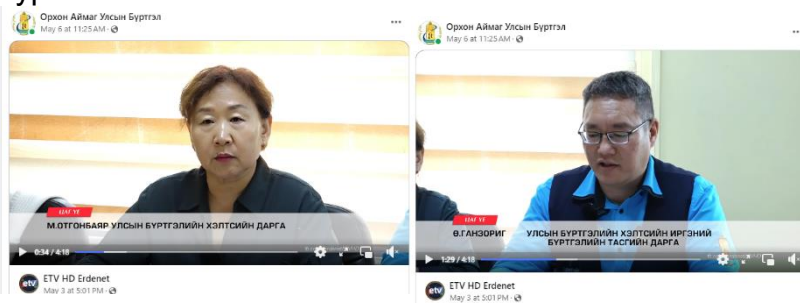 Орхон Аймаг Улсын Бүртгэл
May 6 at 11:25 AM
ЦАГ ҮЕ
М.ОТГОНБАЯР УЛСЫН БҮРТГЭЛИЙН ХЭЛТСИЙН ДАРГА
0:34 / 4:18
etv
ETV HD Erdenet
May 3 at 5:01 PM
Орхон Аймаг Улсын Бүртгэл
May 6 at 11:25 AM
ЦАГ ҮЕ
Ө.ГАНЗОРИГ УЛСЫН БҮРТГЭЛИЙН ХЭЛТСИЙН ИРГЭНИЙ
БҮРТГЭЛИЙН ТАСГИЙН ДАРГА
1:29 / 4:18
etv
ETV HD Erdenet
May 3 at 5:01 PM